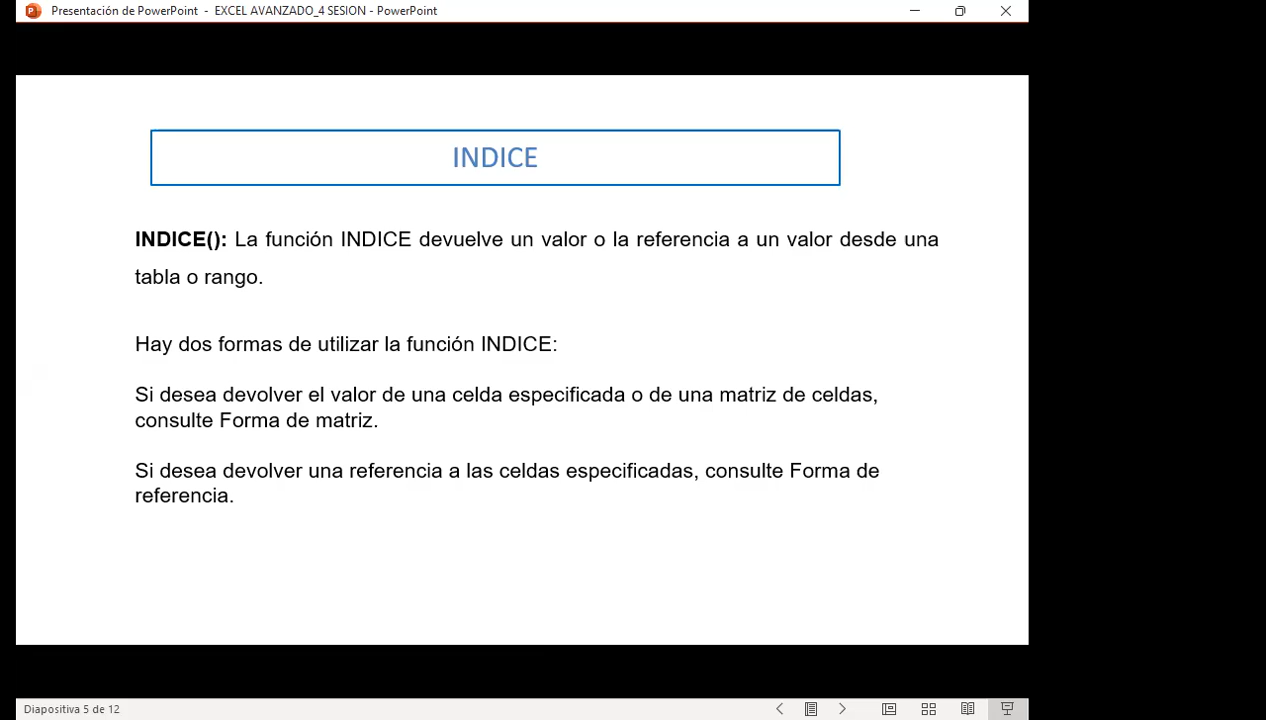 Presentación de PowerPoint - EXCEL AVANZADO_4 SESION - PowerPoint
INDICE
INDICE(): La función INDICE devuelve un valor o la referencia a un valor desde una
tabla o rango.
Hay dos formas de utilizar la función INDICE:
Si desea devolver el valor de una celda especificada o de una matriz de celdas,
consulte Forma de matriz.
Si desea devolver una referencia a las celdas especificadas, consulte Forma de
referencia.
Diapositiva 5 de 12